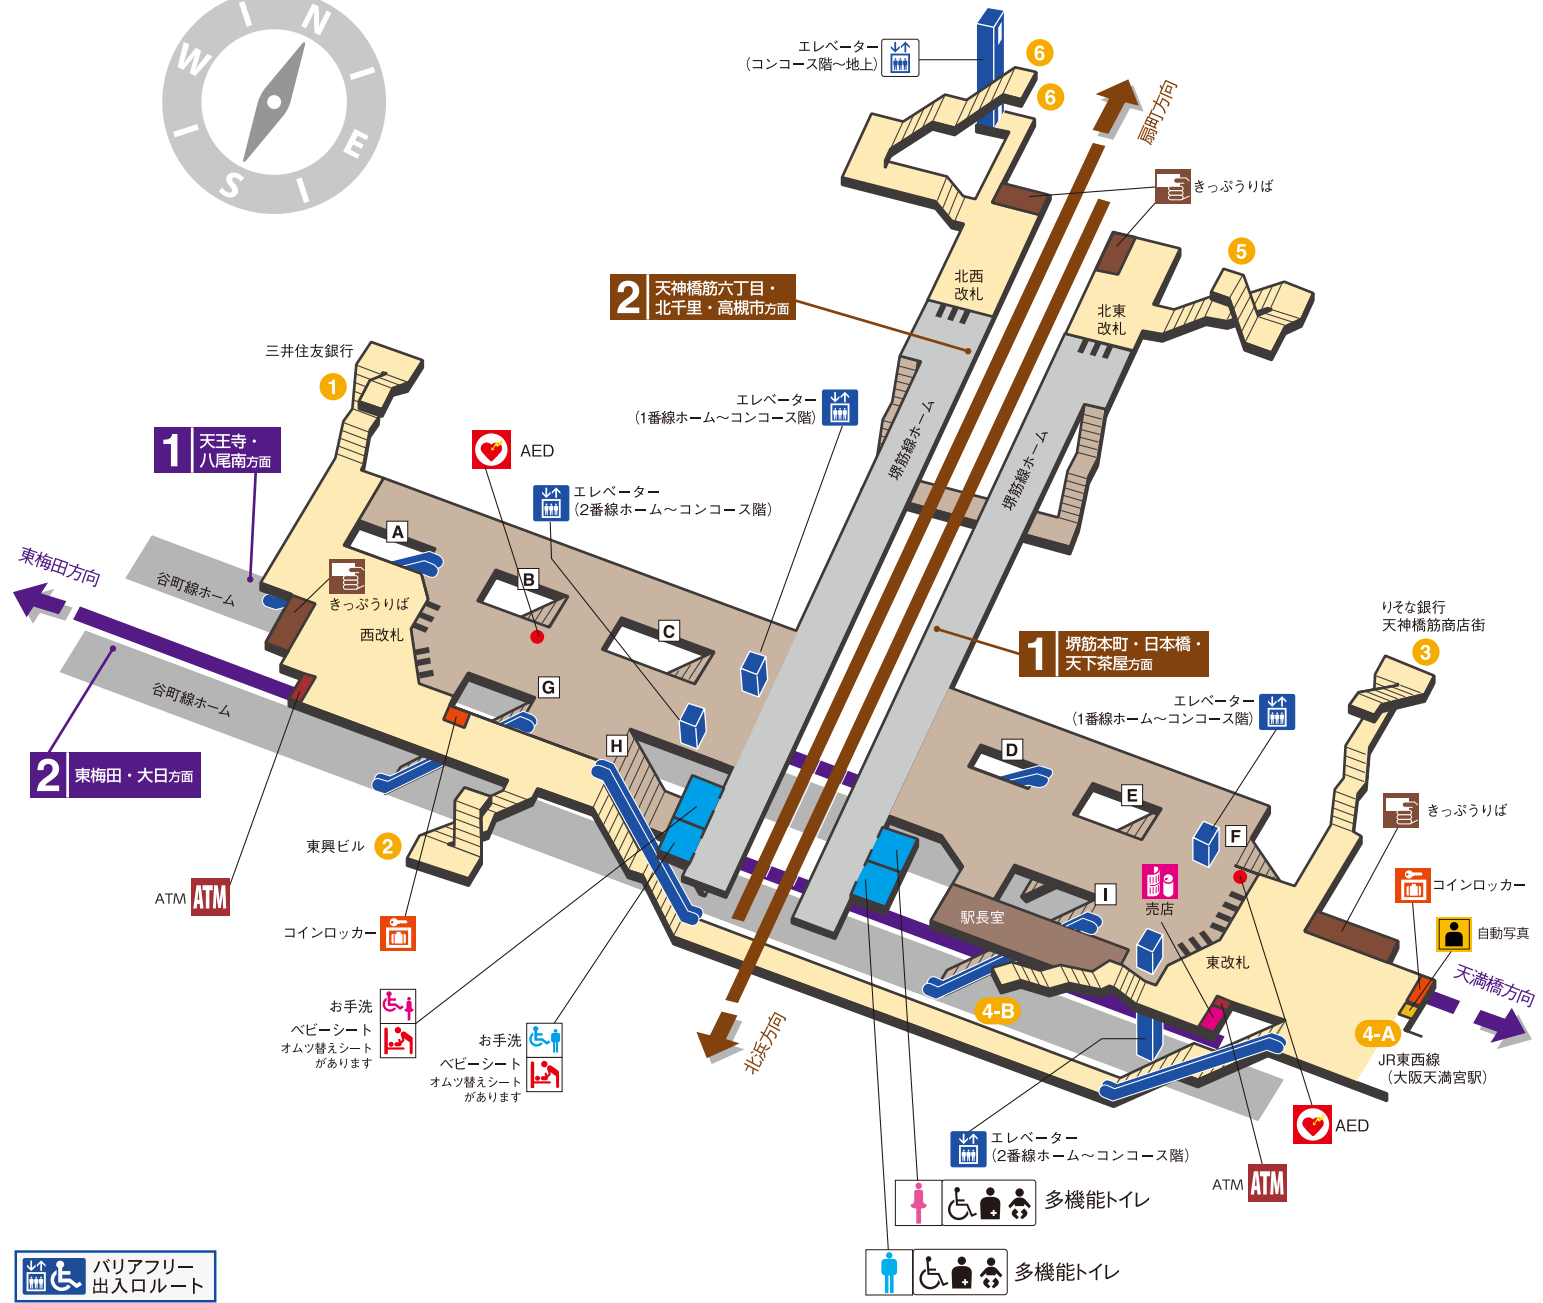 N
E
S
W
エレベーター
（コンコース階～地上）
6
6
扇町方向
きっぷうりば
5
北西
改札
北東
改札
2
天神橋筋六丁目・
北千里・高槻市方面
三井住友銀行
1
1
天王寺・
八尾南方面
エレベーター
（1番線ホーム～コンコース階）
AED
エレベーター
（2番線ホーム～コンコース階）
堺筋線ホーム
堺筋線ホーム
東梅田方向
谷町線ホーム
きっぷうりば
西改札
A
B
C
G
H
谷町線ホーム
2
東梅田・大日方面
1
堺筋本町・日本橋・
天下茶屋方面
りそな銀行
天神橋筋商店街
3
エレベーター
（1番線ホーム～コンコース階）
D
E
F
I
きっぷうりば
コインロッカー
自動写真
天満橋方向
売店
駅長室
東改札
東興ビル
2
ATM
ATM
コインロッカー
4-B
4-A
JR東西線
（大阪天満宮駅）
お手洗
ベビーシート
オムツ替えシート
があります
お手洗
ベビーシート
オムツ替えシート
があります
北浜方向
エレベーター
（2番線ホーム～コンコース階）
AED
ATM
ATM
多機能トイレ
多機能トイレ
バリアフリー
出入口ルート